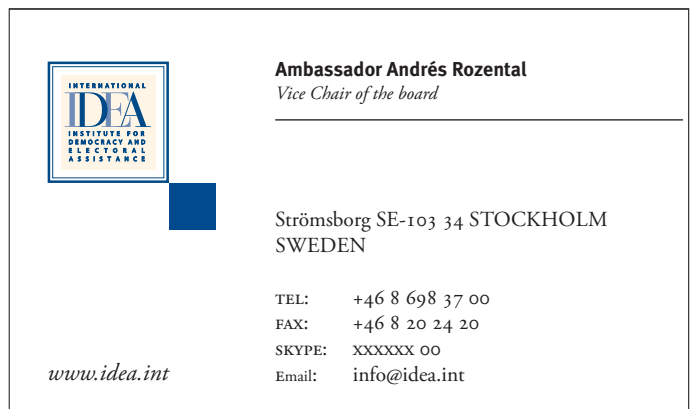 INTERNATIONAL
IDEA
INSTITUTE FOR
DEMOCRACY AND
ELECTORAL
ASSISTANCE
Ambassador Andrés Rozental
Vice Chair of the board
Strömsborg SE-103 34 STOCKHOLM
SWEDEN
TEL: +46 8 698 37 00
FAX: +46 8 20 24 20
SKYPE: XXXXXX 00
Email: info@idea.int
www.idea.int